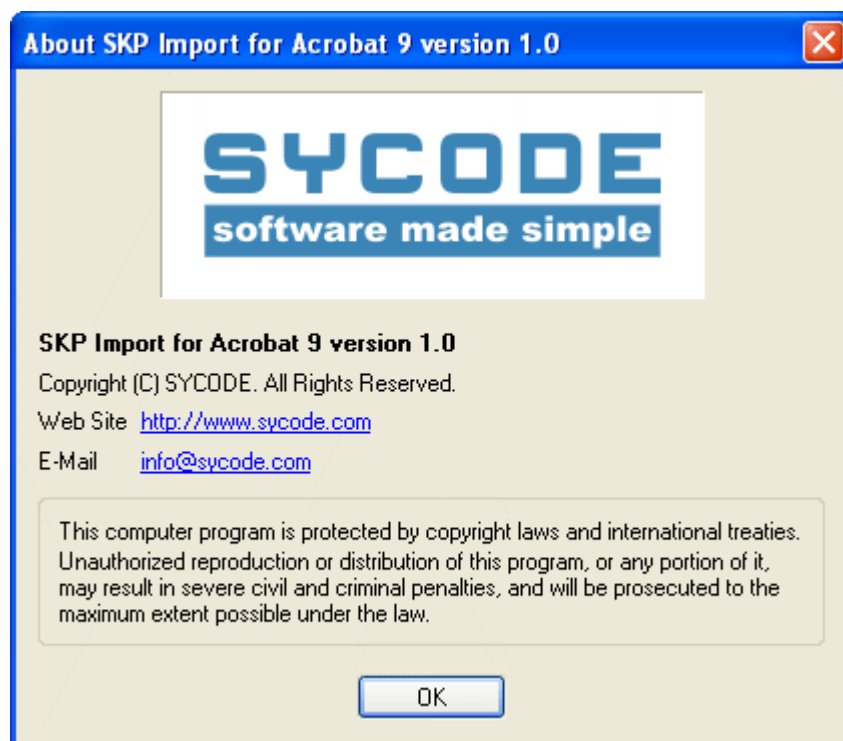 About SKP Import for Acrobat 9 version 1.0
SYCODE
software made simple
SKP Import for Acrobat 9 version 1.0
Copyright (C) SYCODE. All Rights Reserved.
Web Site http://www.sycode.com
E-Mail info@sycode.com
This computer program is protected by copyright laws and international treaties.
Unauthorized reproduction or distribution of this program, or any portion of it,
may result in severe civil and criminal penalties, and will be prosecuted to the
maximum extent possible under the law.
OK